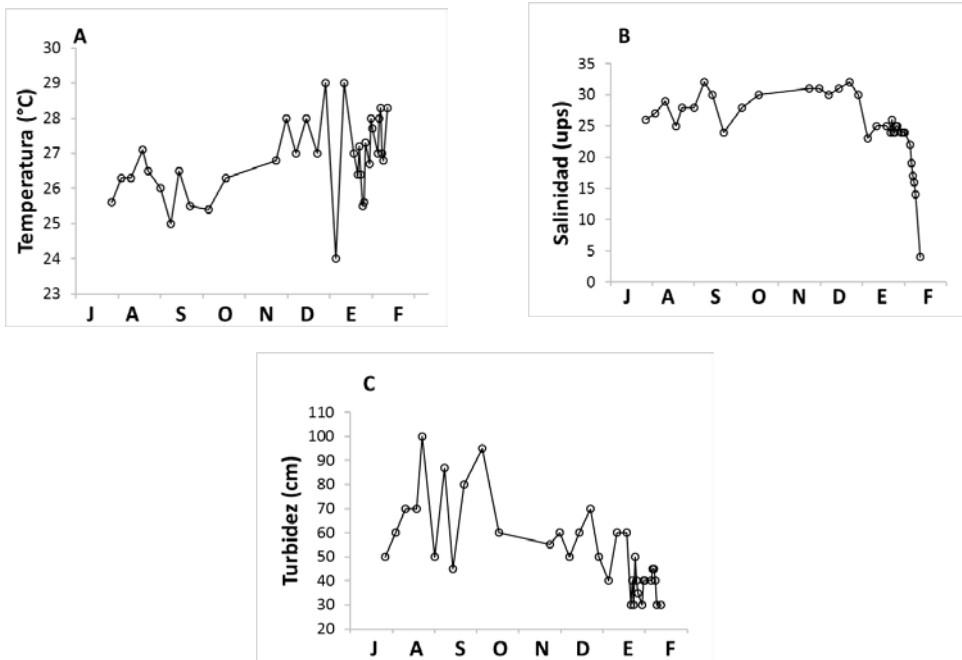 A
Temperatura (°C)
30
29
28
27
26
25
24
23
J A S O N D E F
B
Salinidad (ups)
35
30
25
20
15
10
5
0
J A S O N D E F
C
Turbidez (cm)
110
100
90
80
70
60
50
40
30
20
J A S O N D E F